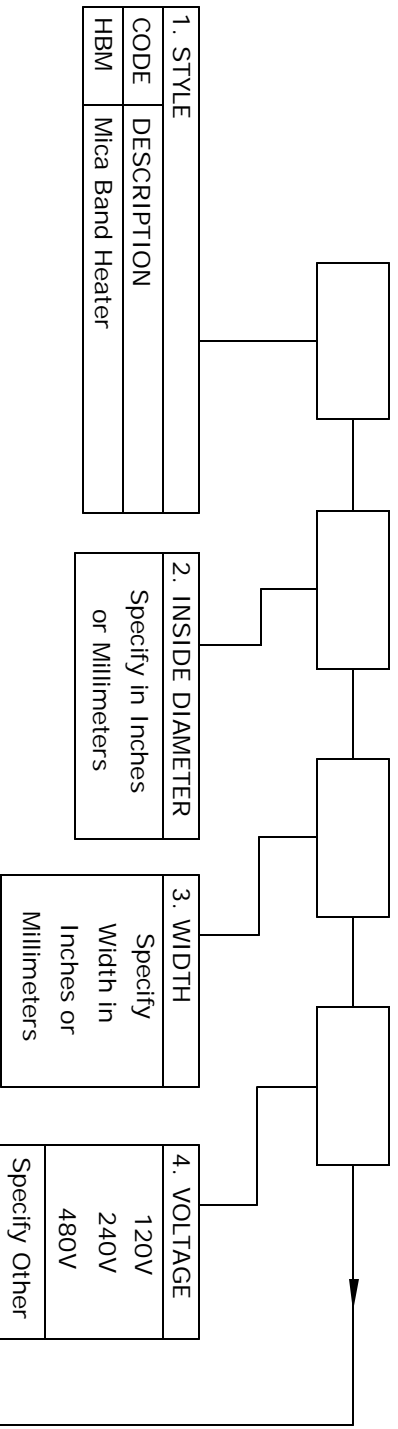 1. STYLE
CODE DESCRIPTION
HBM Mica Band Heater
2. INSIDE DIAMETER
Specify in Inches
or Millimeters
3. WIDTH
Specify
Width in
Inches or
Millimeters
4. VOLTAGE
120V
240V
480V
Specify Other